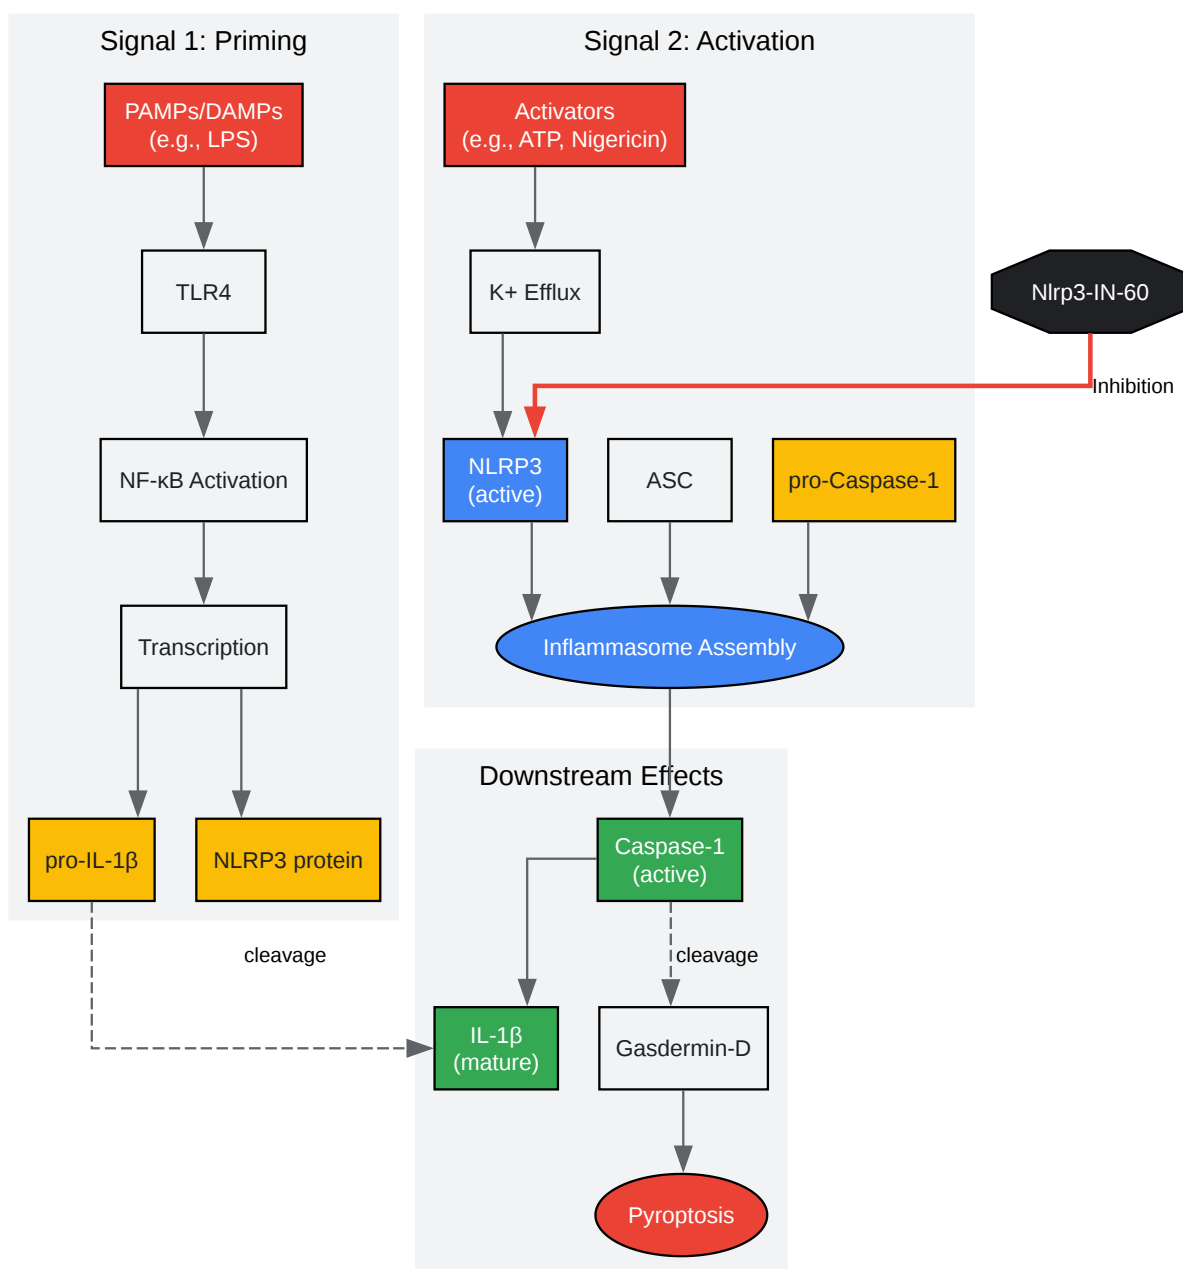 Signal 1: Priming
PAMPs/DAMPs
(e.g., LPS)
TLR4
NF-κB Activation
Transcription
pro-IL-1β
NLRP3 protein
cleavage
Signal 2: Activation
Activators
(e.g., ATP, Nigericin)
K+ Efflux
Nlrp3-IN-60
Inhibition
NLRP3
(active)
ASC
pro-Caspase-1
Inflammasome Assembly
Downstream Effects
Caspase-1
(active)
cleavage
IL-1β
(mature)
Gasdermin-D
Pyroptosis